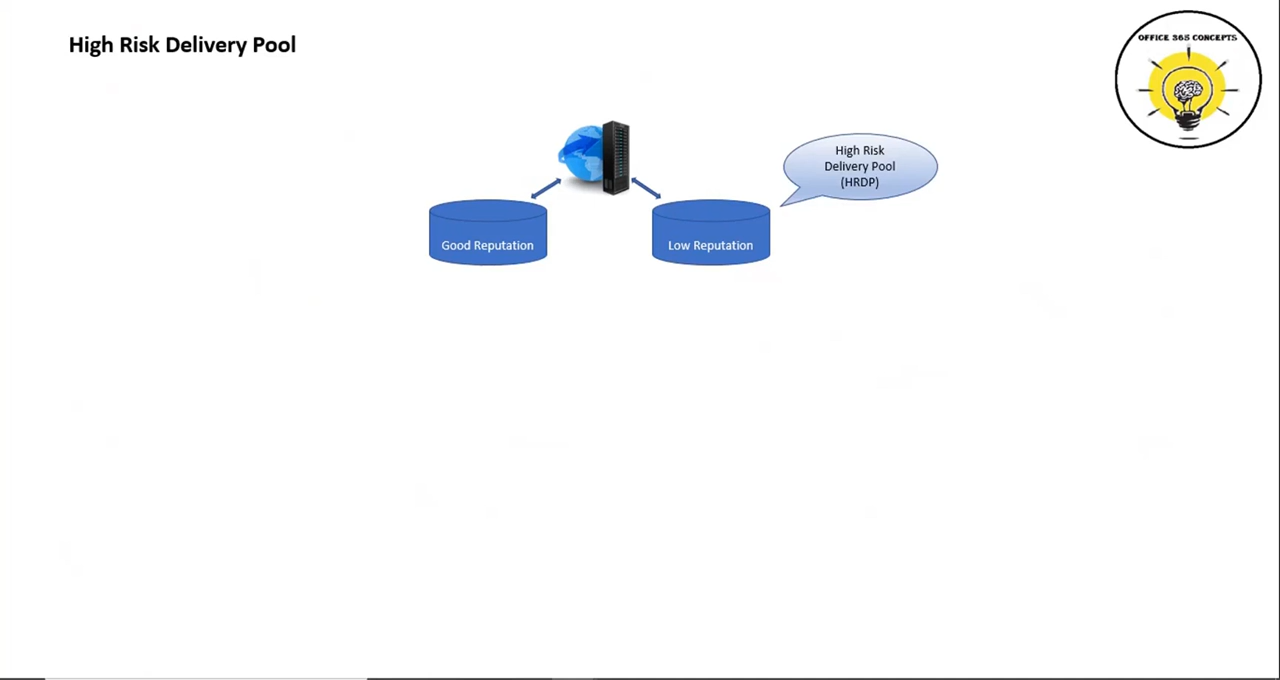 High Risk Delivery Pool
OFFICE 365 CONCEPTS
High Risk
Delivery Pool
(HRDP)
Good Reputation
Low Reputation